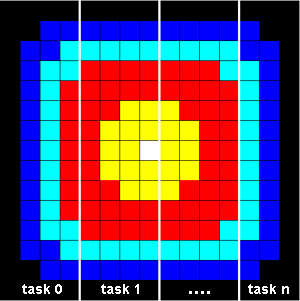 task 0 task 1 .... task n